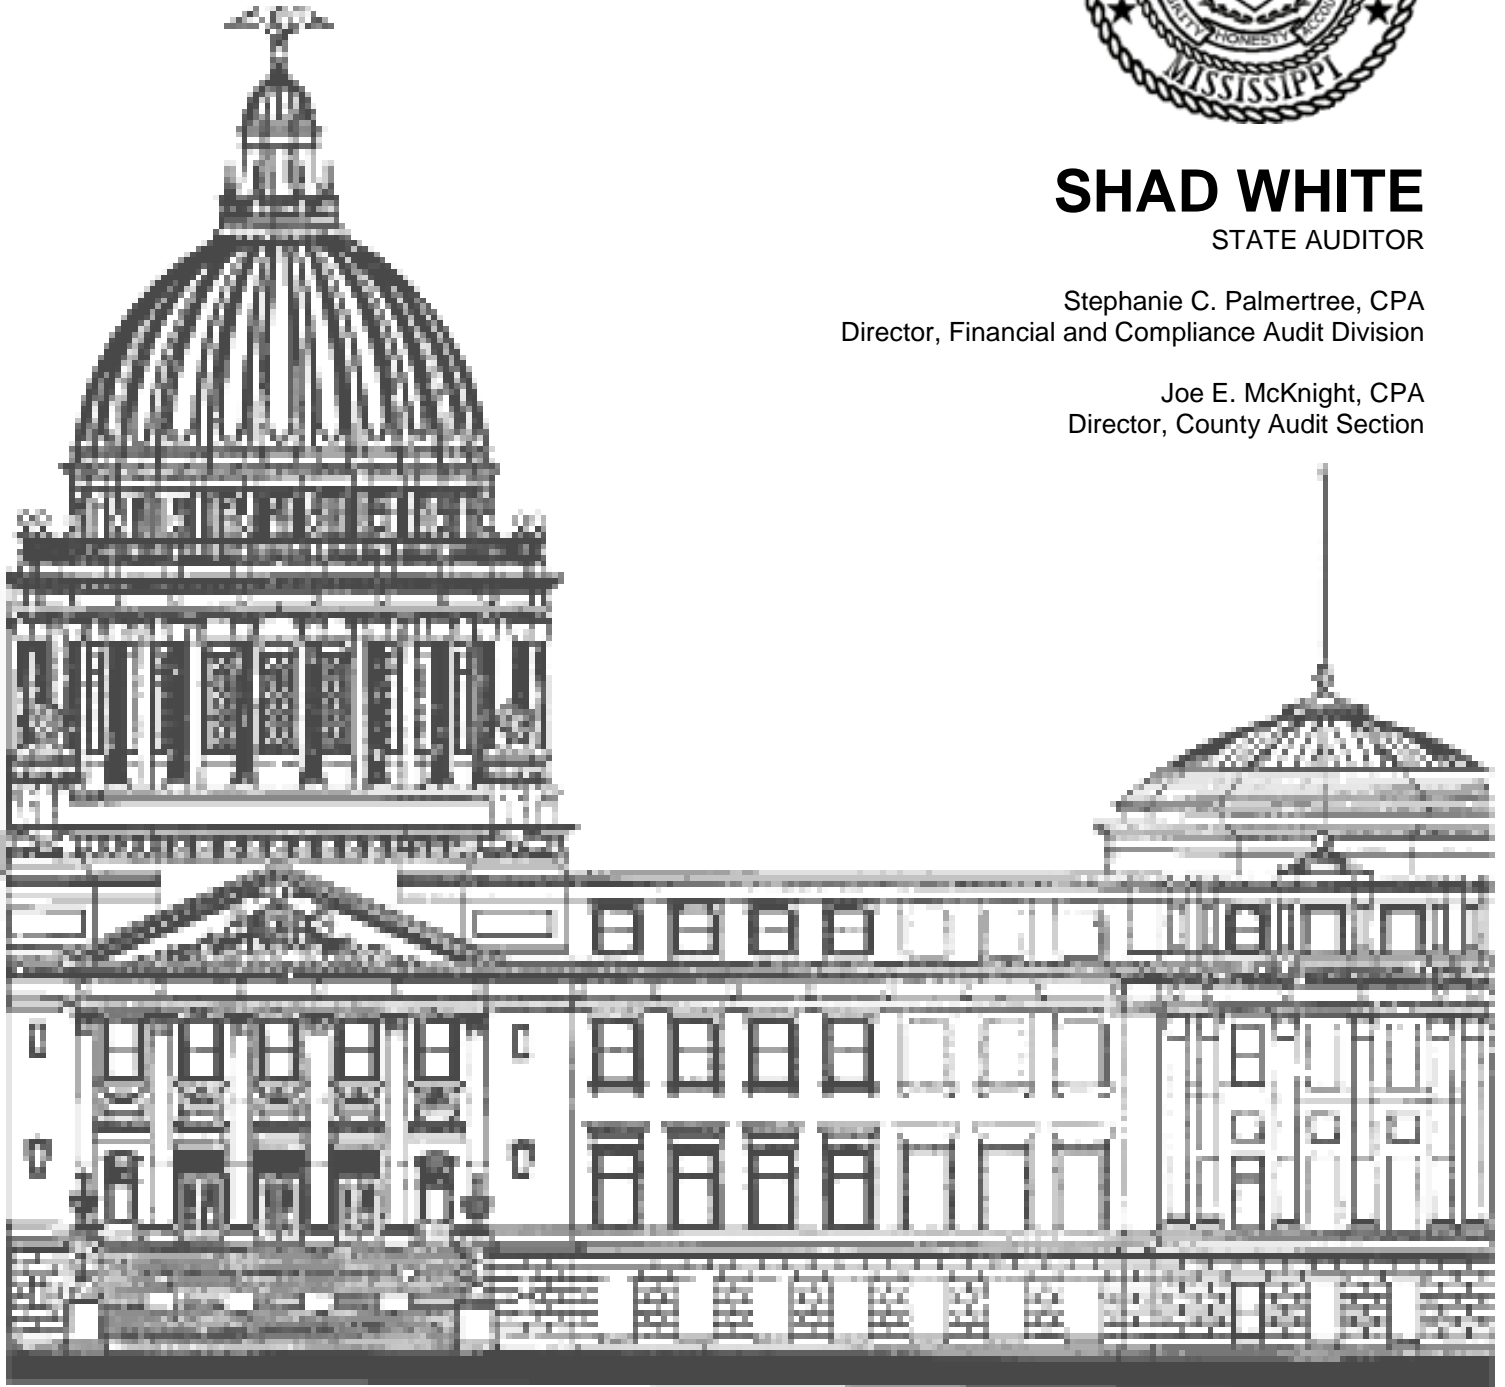 HONESTY
MISSISSIPPI
SHAD WHITE
STATE AUDITOR
Stephanie C. Palmertree, CPA
Director, Financial and Compliance Audit Division
Joe E. McKnight, CPA
Director, County Audit Section